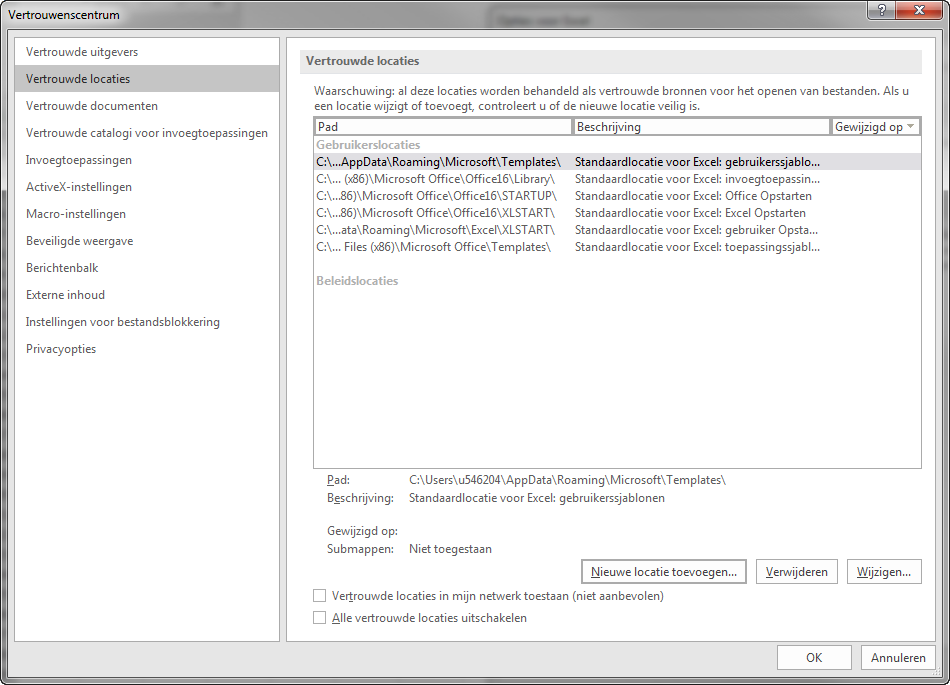 Vertrouwenscentrum
Opties voor Excel
?
Vertrouwde uitgevers
Vertrouwde locaties
Vertrouwde documenten
Vertrouwde catalogi voor invoegtoepassingen
Invoegtoepassingen
ActiveX-instellingen
Macro-instellingen
Beveiligde weergave
Berichtenbalk
Externe inhoud
Instellingen voor bestandsblokkering
Privacyopties
Vertrouwde locaties
Waarschuwing: al deze locaties worden behandeld als vertrouwde bronnen voor het openen van bestanden. Als u
een locatie wijzigt of toevoegt, controleert u of de nieuwe locatie veilig is.
Pad Beschrijving Gewijzigd op
Gebruikerslocaties
C:\...AppData\Roaming\Microsoft\Templates\ Standaardlocatie voor Excel: gebruikerssjablo...
C:\... (x86)\Microsoft Office\Office16\Library\ Standaardlocatie voor Excel: invoegtoepassin...
C:\...86)\Microsoft Office\Office16\STARTUP\ Standaardlocatie voor Excel: Office Opstarten
C:\...86)\Microsoft Office\Office16\XLSTART\ Standaardlocatie voor Excel: Excel Opstarten
C:\...ata\Roaming\Microsoft\Excel\XLSTART\ Standaardlocatie voor Excel: gebruiker Opsta...
C:\... Files (x86)\Microsoft Office\Templates\ Standaardlocatie voor Excel: toepassingssjabl...
Beleidslocaties
Pad: C:\Users\u546204\AppData\Roaming\Microsoft\Templates\
Beschrijving: Standaardlocatie voor Excel: gebruikerssjablonen
Gewijzigd op:
Submappen: Niet toegestaan
Nieuwe locatie toevoegen... Verwijderen Wijzigen...
Vertrouwde locaties in mijn netwerk toestaan (niet aanbevolen)
Alle vertrouwde locaties uitschakelen
OK Annuleren